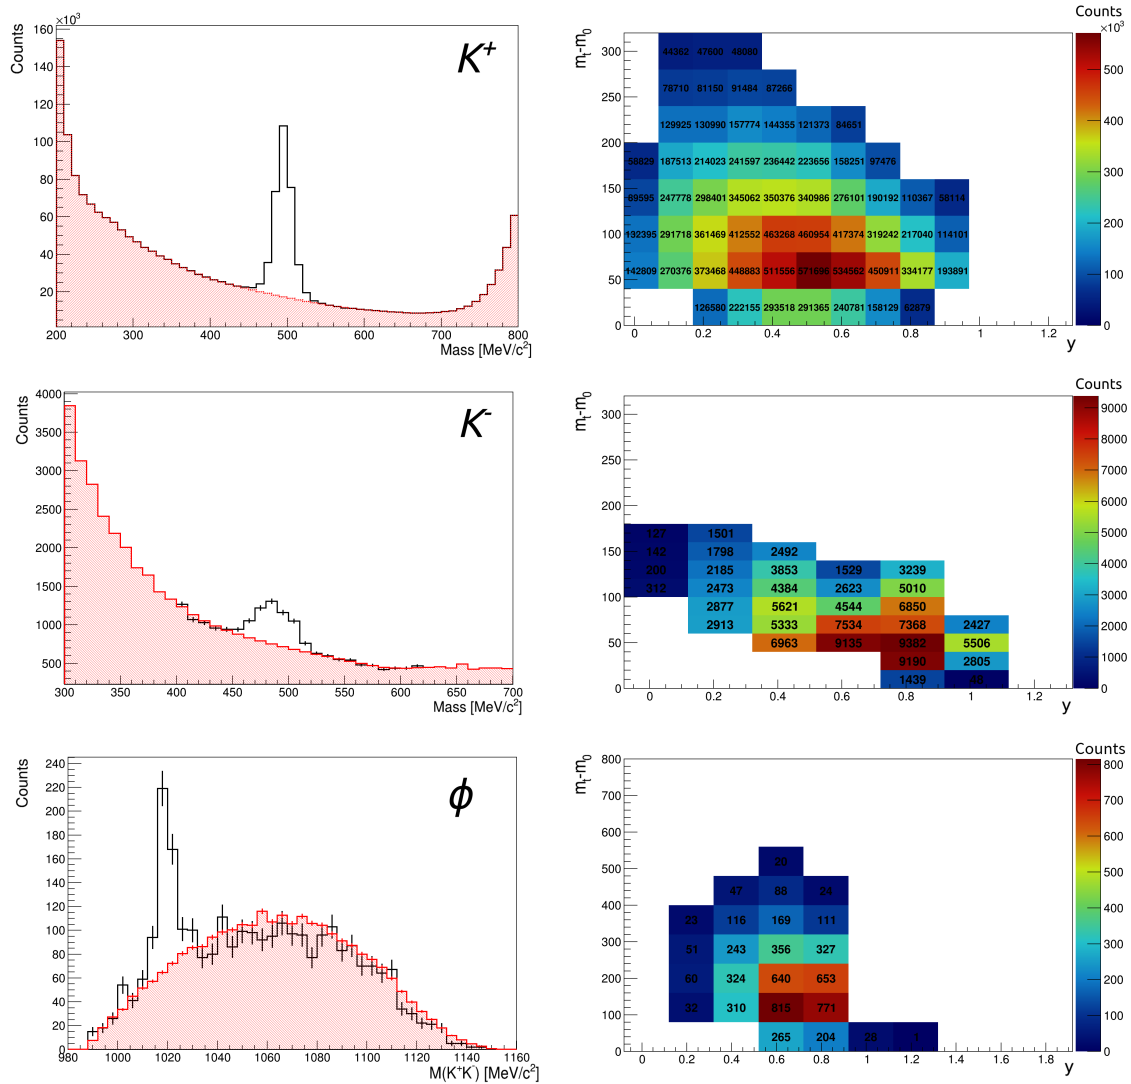 ×10³
Counts
160
140
120
100
80
60
40
20
K⁺
200 300 400 500 600 700 800
Mass [MeV/c²]
Counts
×10³
mₜ-m₀
300
250
200
150
100
50
0
44362 47600 48080
78710 81150 91484 87266
129925 130990 157774 144355 121373 84651
68829 187513 214023 241597 236442 223656 158251 97476
69595 247778 298401 345062 350376 340986 276101 190192 110367 56114
132395 291718 361469 412552 463268 460954 417374 319242 217040 114101
142809 270376 373468 448883 511556 571698 534562 450911 334177 193891
126580 222155 293518 291365 240781 158129 62879
0 0.2 0.4 0.6 0.8 1 1.2
y
500
400
300
200
100
0
Counts
4000
3500
3000
2500
2000
1500
1000
500
K⁻
300 350 400 450 500 550 600 650 700
Mass [MeV/c²]
Counts
mₜ-m₀
300
250
200
150
100
50
0
127 1501
142 1798 2492
200 2185 3853 1529 3239
312 2473 4384 2623 5010
2877 5621 4544 6850
2913 5333 7534 7368 2427
6963 9135 9382 5506
9190 2805
1439 46
0 0.2 0.4 0.6 0.8 1 1.2
y
9000
8000
7000
6000
5000
4000
3000
2000
1000
0
Counts
240
220
200
180
160
140
120
100
80
60
40
20
0
ϕ
980 1000 1020 1040 1060 1080 1100 1120 1140 1160
M(K⁺K⁻) [MeV/c²]
Counts
mₜ-m₀
800
700
600
500
400
300
200
100
0
20
47 88 24
23 116 169 111
51 243 356 327
60 324 640 653
32 310 815 771
265 204 28 1
0 0.2 0.4 0.6 0.8 1 1.2 1.4 1.6 1.8
y
800
700
600
500
400
300
200
100
0